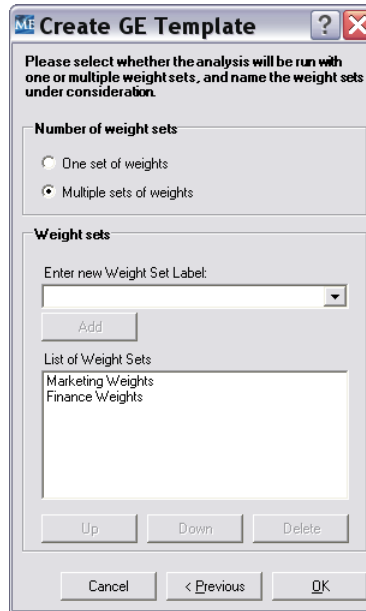 ME Create GE Template ? X
Please select whether the analysis will be run with
one or multiple weight sets, and name the weight sets
under consideration.
Number of weight sets
One set of weights
Multiple sets of weights
Weight sets
Enter new Weight Set Label:
Add
List of Weight Sets
Marketing Weights
Finance Weights
Up Down Delete
Cancel < Previous OK